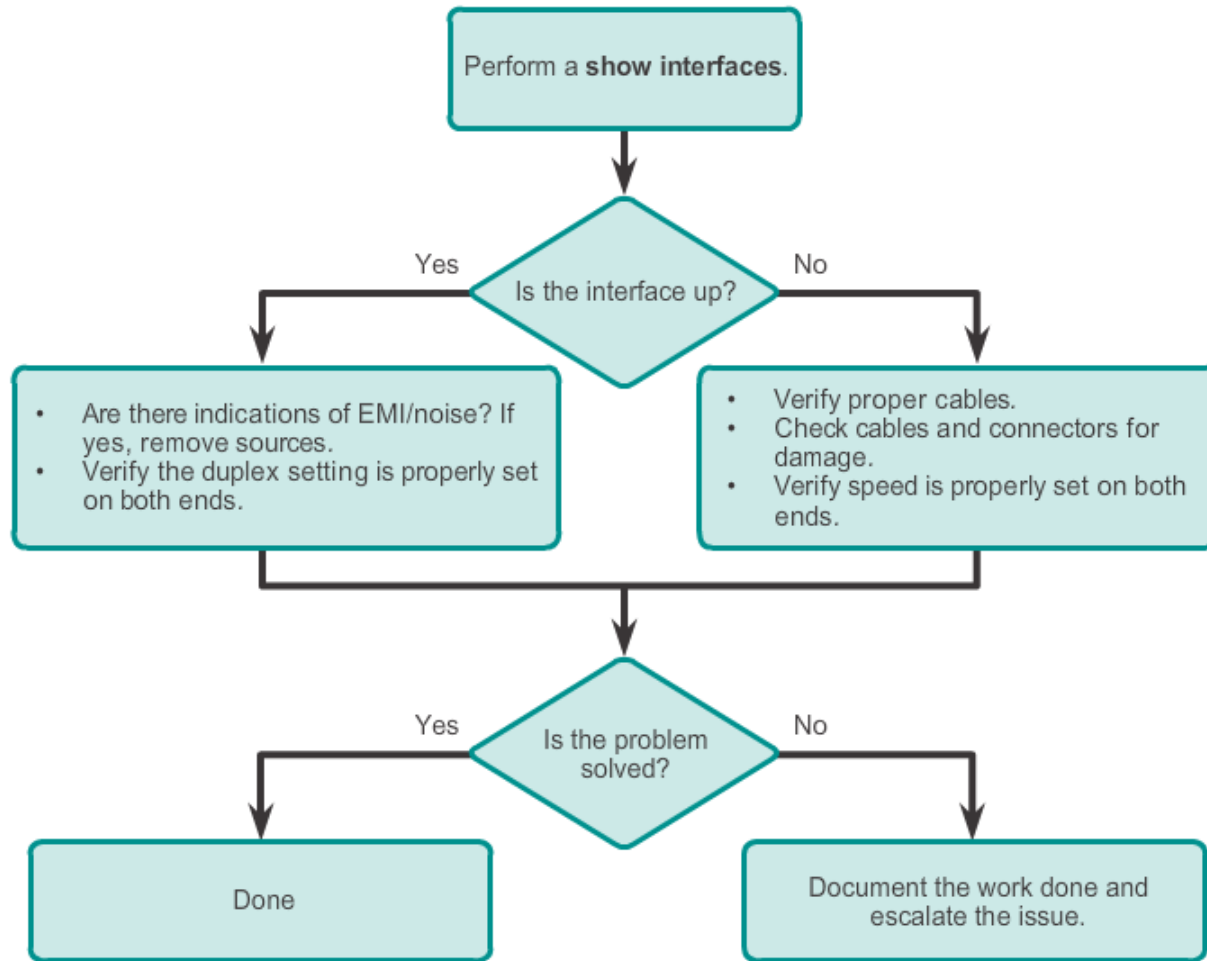 Perform a show interfaces.
Yes
No
Is the interface up?
• Are there indications of EMI/noise? If
yes, remove sources.
• Verify the duplex setting is properly set
on both ends.
• Verify proper cables.
• Check cables and connectors for
damage.
• Verify speed is properly set on both
ends.
Yes
No
Is the problem
solved?
Done
Document the work done and
escalate the issue.